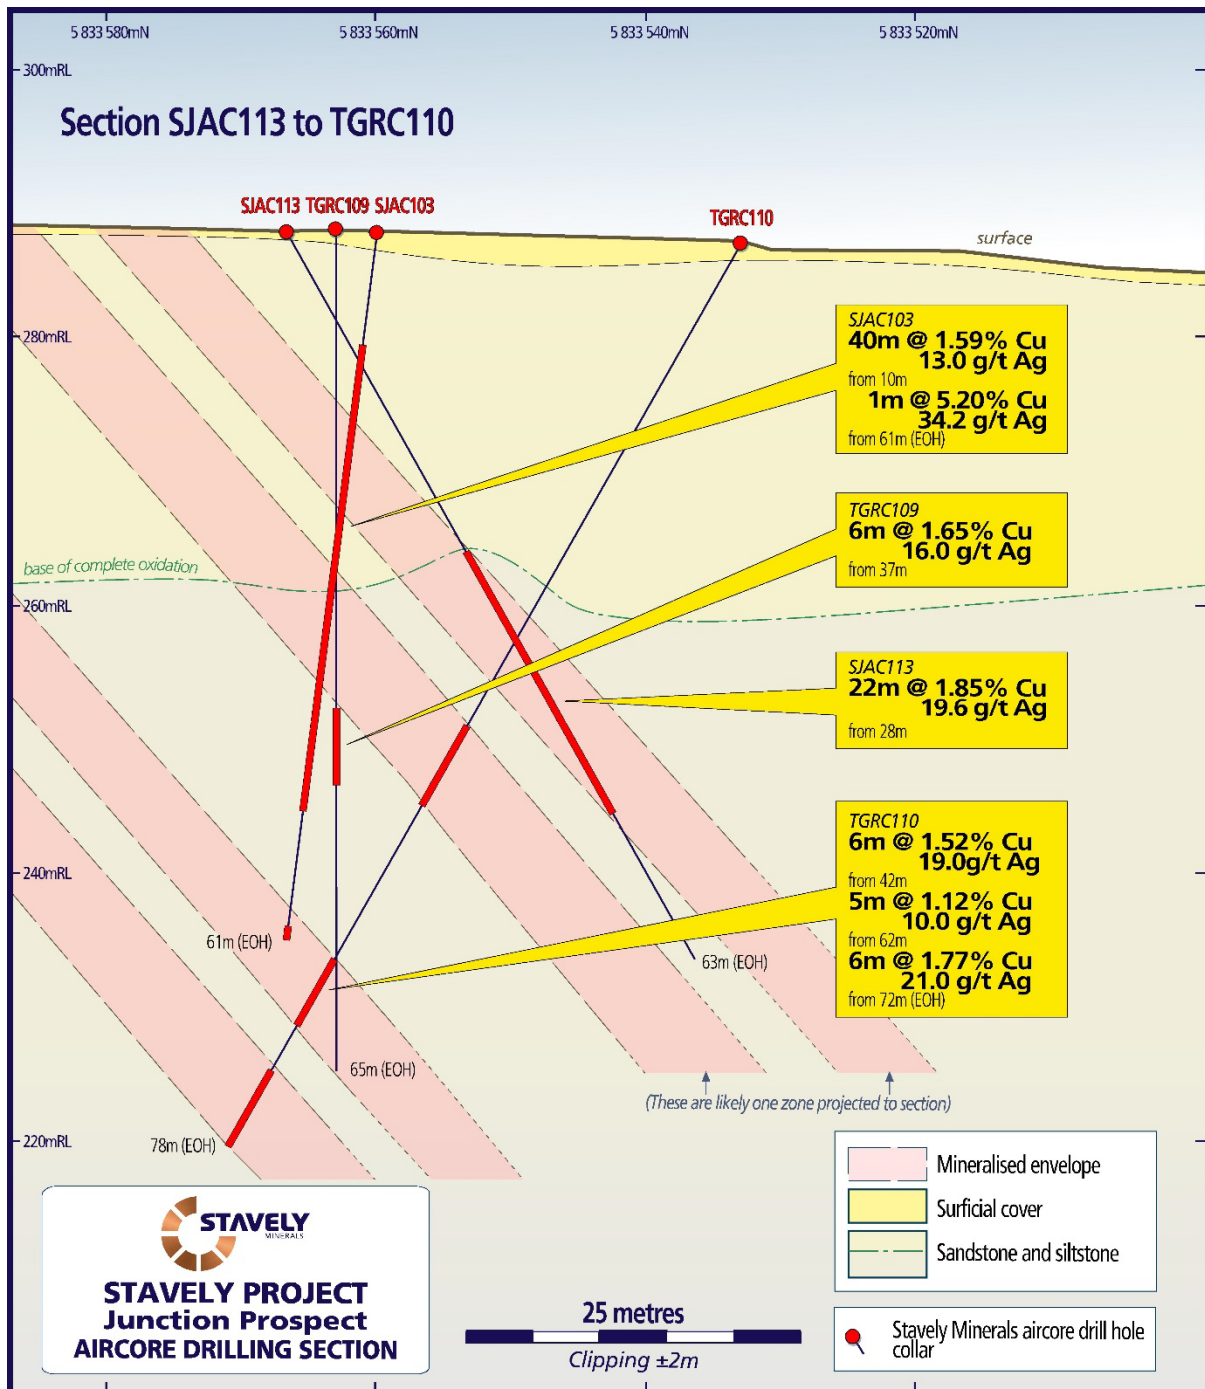 5 833 580mN
5 833 560mN
5 833 540mN
5 833 520mN
300mRL
Section SJAC113 to TGRC110
SJAC113 TGRC109 SJAC103
TGRC110
surface
280mRL
SJAC103
40m @ 1.59% Cu
13.0 g/t Ag
from 10m
1m @ 5.20% Cu
34.2 g/t Ag
from 61m (EOH)
TGRC109
6m @ 1.65% Cu
16.0 g/t Ag
from 37m
base of complete oxidation
260mRL
SJAC113
22m @ 1.85% Cu
19.6 g/t Ag
from 28m
TGRC110
6m @ 1.52% Cu
19.0g/t Ag
from 42m
5m @ 1.12% Cu
10.0 g/t Ag
from 62m
6m @ 1.77% Cu
21.0 g/t Ag
from 72m (EOH)
240mRL
61m (EOH)
63m (EOH)
65m (EOH)
78m (EOH)
(These are likely one zone projected to section)
220mRL
Mineralised envelope
Surficial cover
Sandstone and siltstone
Stavely Minerals aircore drill hole
collar
STAVELY
MINERALS
STAVELY PROJECT
Junction Prospect
AIRCORE DRILLING SECTION
25 metres
Clipping ±2m